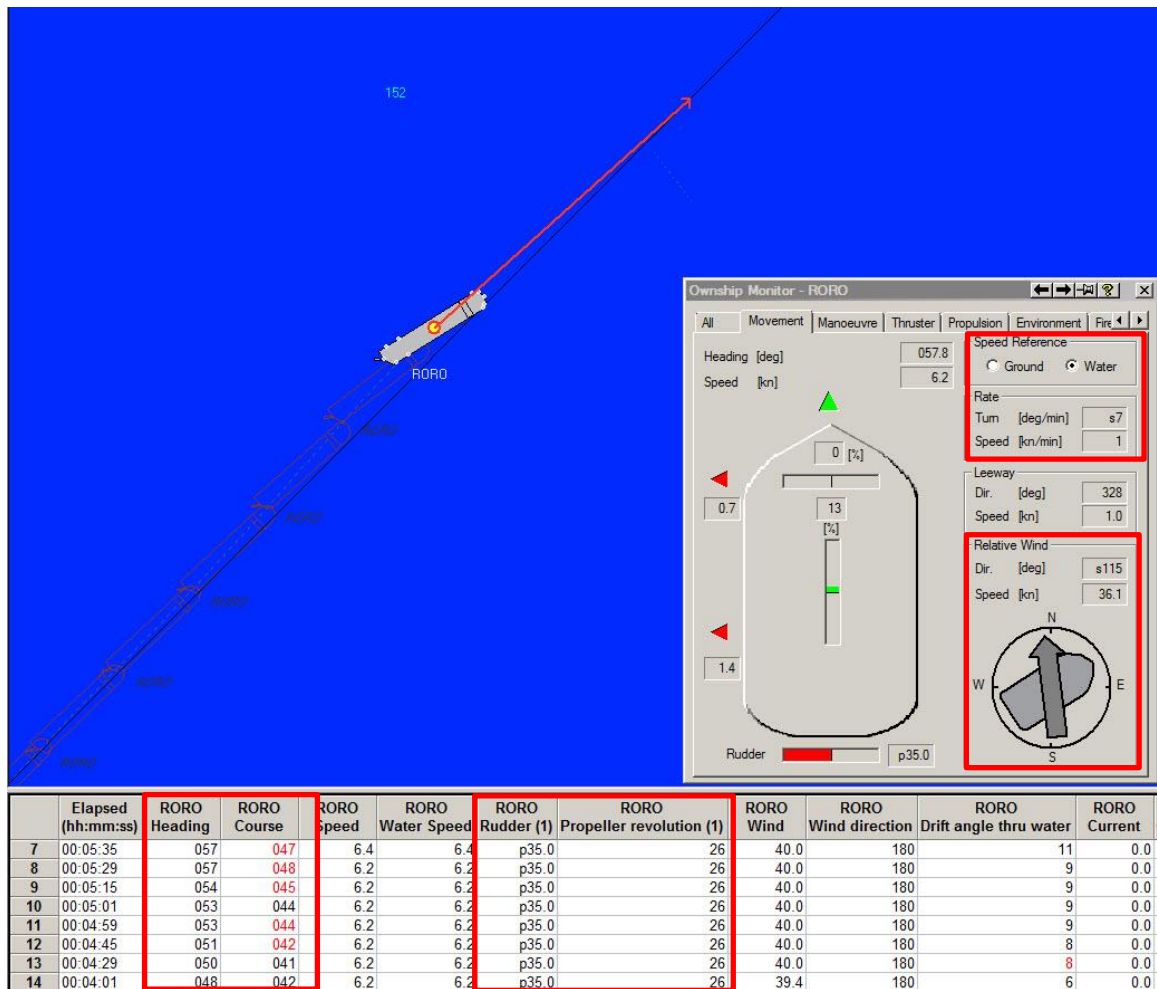 152
RORO
RORO
RORO
RORO
RORO
RORO
Ownship Monitor - RORO
All Movement Manoeuvre Thruster Propulsion Environment Fire
Heading [deg] 057.8
Speed [kn] 6.2
0 [%]
0.7
13
[%]
1.4
Rudder p35.0
Speed Reference
Ground Water
Rate
Turn [deg/min] s7
Speed [kn/min] 1
Leeway
Dir. [deg] 328
Speed [kn] 1.0
Relative Wind
Dir. [deg] s115
Speed [kn] 36.1
N
W E
S
Elapsed RORO RORO RORO RORO RORO RORO RORO RORO RORO RORO
(hh:mm:ss) Heading Course Speed Water Speed Rudder (1) Propeller revolution (1) Wind Wind direction Drift angle thru water Current
7 00:05:35 057 047 6.4 6.4 p35.0 26 40.0 180 11 0.0
8 00:05:29 057 048 6.2 6.2 p35.0 26 40.0 180 9 0.0
9 00:05:15 054 045 6.2 6.2 p35.0 26 40.0 180 9 0.0
10 00:05:01 053 044 6.2 6.2 p35.0 26 40.0 180 9 0.0
11 00:04:59 053 044 6.2 6.2 p35.0 26 40.0 180 9 0.0
12 00:04:45 051 042 6.2 6.2 p35.0 26 40.0 180 8 0.0
13 00:04:29 050 041 6.2 6.2 p35.0 26 40.0 180 8 0.0
14 00:04:01 048 042 6.2 6.2 p35.0 26 39.4 180 6 0.0